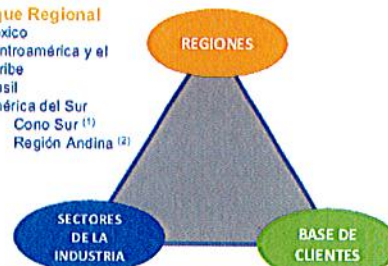 que Regional
xico
ntroamérica y el
ribe
asil
érica del Sur
Cono Sur (1)
Región Andina (2)
REGIONES
SECTORES
DE LA
INDUSTRIA
BASE DE
CLIENTES